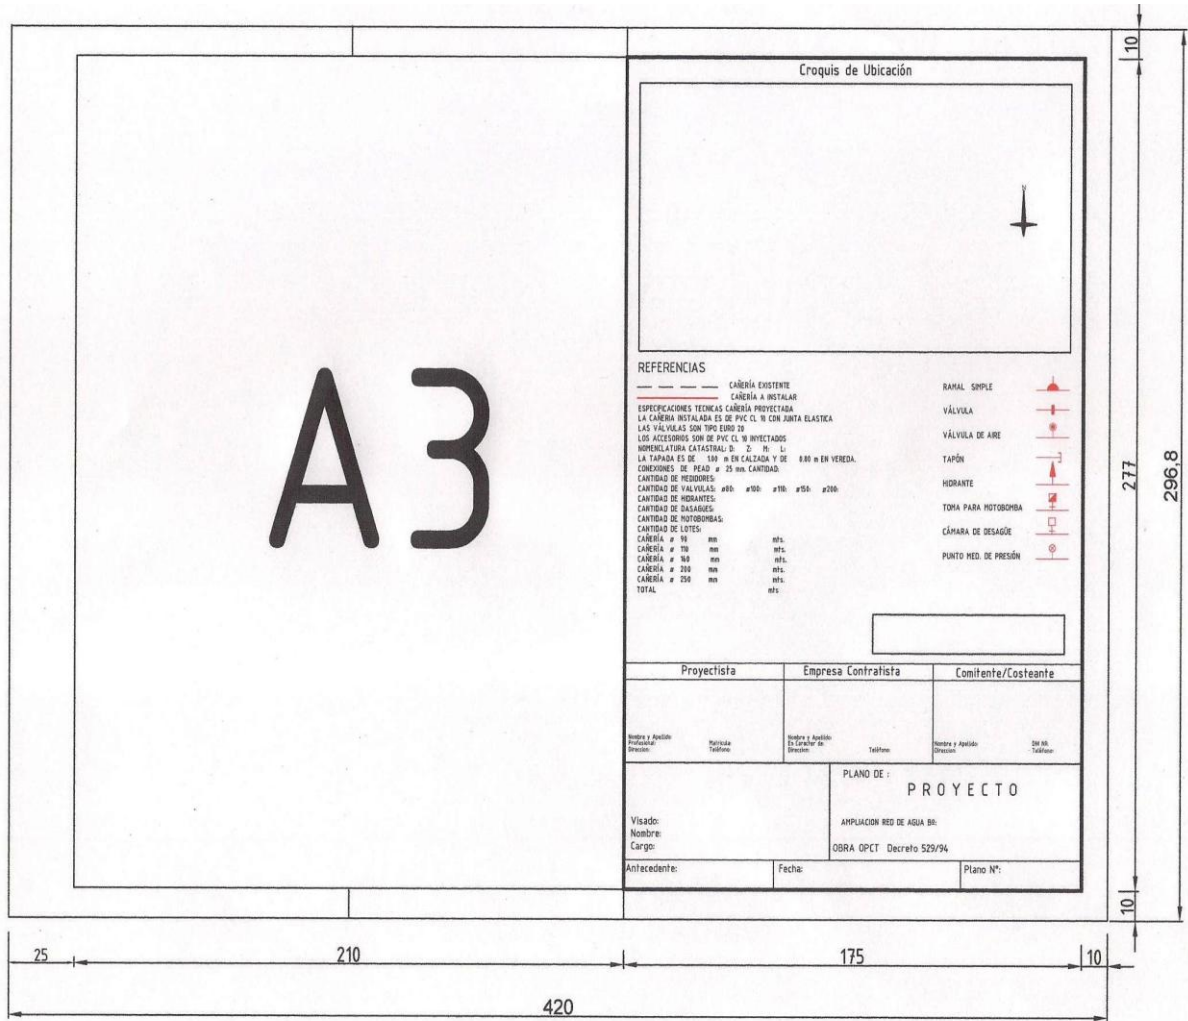 10
Croquis de Ubicación
N
A3
REFERENCIAS
CAÑERÍA EXISTENTE
CAÑERÍA A INSTALAR
ESPECIFICACIONES TECNICAS CAÑERÍA PROYECTADA
LA CAÑERIA INSTALADA ES DE PVC CL 10 CON JUNTA ELASTICA
LAS VÁLVULAS SON TIPO EURO 20
LOS ACCESORIOS SON DE PVC CL 10 INYECTADOS
NOMENCLATURA CATASTRAL: D: Z: M: L:
LA TAPADA ES DE 1.00 m EN CALZADA Y DE 0.80 m EN VEREDA.
CONEXIONES DE PEAD ø 25 mm. CANTIDAD:
CANTIDAD DE MEDIDORES:
CANTIDAD DE VALVULAS: ø80: ø100: ø110: ø150: ø200:
CANTIDAD DE HIDRANTES:
CANTIDAD DE DASAGÜES:
CANTIDAD DE MOTOBOMBAS:
CANTIDAD DE LOTES:
CAÑERÍA ø 90 mm mts.
CAÑERÍA ø 110 mm mts.
CAÑERÍA ø 160 mm mts.
CAÑERÍA ø 200 mm mts.
CAÑERÍA ø 250 mm mts.
TOTAL mts
RAMAL SIMPLE
VÁLVULA
VÁLVULA DE AIRE
TAPÓN
HIDRANTE
TOMA PARA MOTOBOMBA
CÁMARA DE DESAGÜE
PUNTO MED. DE PRESIÓN
277
296,8
Proyectista Empresa Contratista Comitente/Costeante
Nombre y Apellido
Profesional: Matricula
Direccion: Teléfono:
Nombre y Apellido:
En Caracter de:
Direccion Teléfono:
Nombre y Apellido: DNI NR.
Direccion Teléfono:
PLANO DE :
PROYECTO
Visado: AMPLIACION RED DE AGUA Bº:
Nombre:
Cargo: OBRA OPCT Decreto 529/94
Antecedente: Fecha: Plano N°:
10
25 210 175 10
420